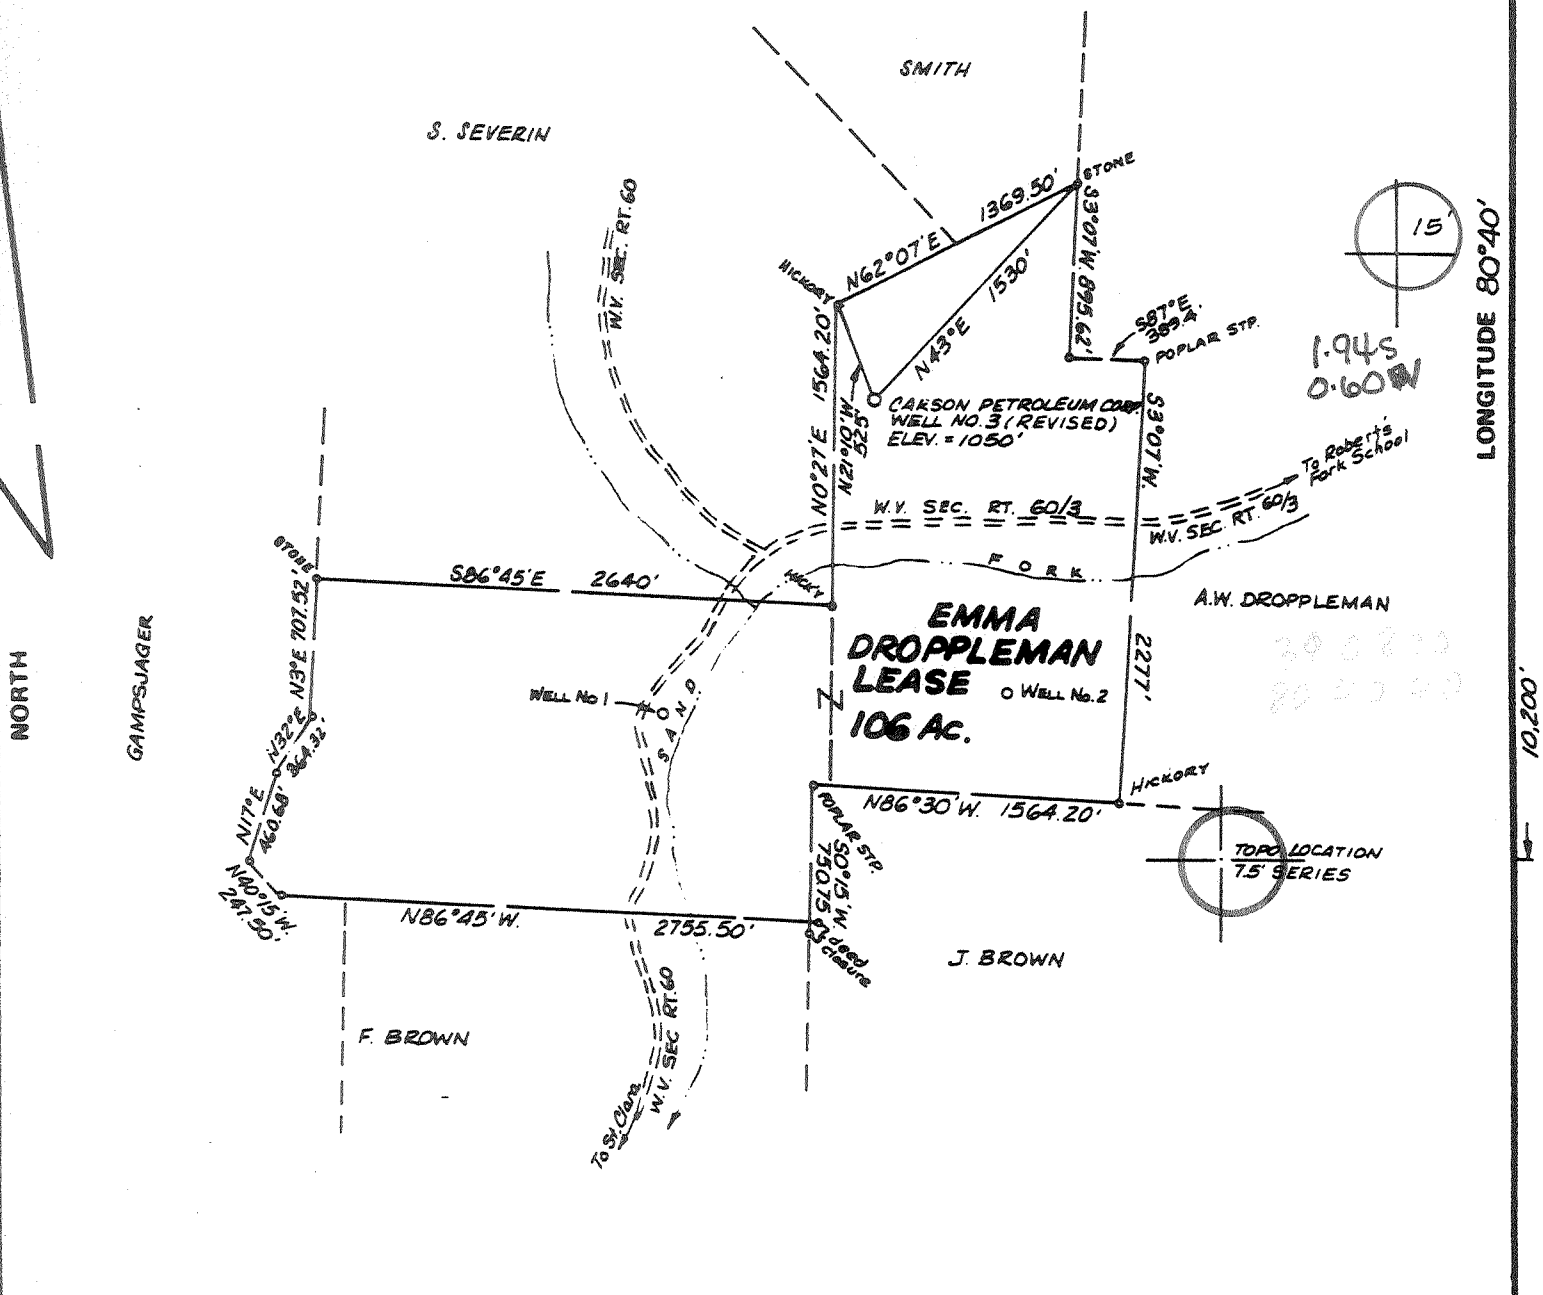 SMITH
S. SEVERIN
W.V. SEC. RT. 60
STONE
1369.50'
N62°07'E
HICKORY
S3°07'W. 895.62'
1530'
N43°E
S87°E
389.4'
POPLAR STP.
15'
LONGITUDE 80°40'
1.94S
0.60W
N0°27'E 1564.20'
N21°10'W
525'
CARSON PETROLEUM CORP.
WELL NO. 3 (REVISED)
ELEV. = 1050'
S3°07'W.
2277'
To Robert's
Fork School
W.V. SEC. RT. 60/3
W.V. SEC. RT. 60/3
FORK
STONE
S86°45'E 2640'
HICK'Y
A.W. DROPPLEMAN
EMMA
DROPPLEMAN
LEASE
106 Ac.
WELL No. 2
WELL No 1
SAND
NORTH
GAMPSJAGER
N3°E 707.52'
N32°E
364.32'
N17°E
460.68'
N40°15'W.
247.50'
N86°30'W. 1564.20'
HICKORY
POPLAR STP.
S0°15'W.
750.75
TOPO LOCATION
7.5' SERIES
10,200'
N86°45'W. 2755.50'
deed
closure
J. BROWN
F. BROWN
W.V. SEC RT. 60
To St. Clara